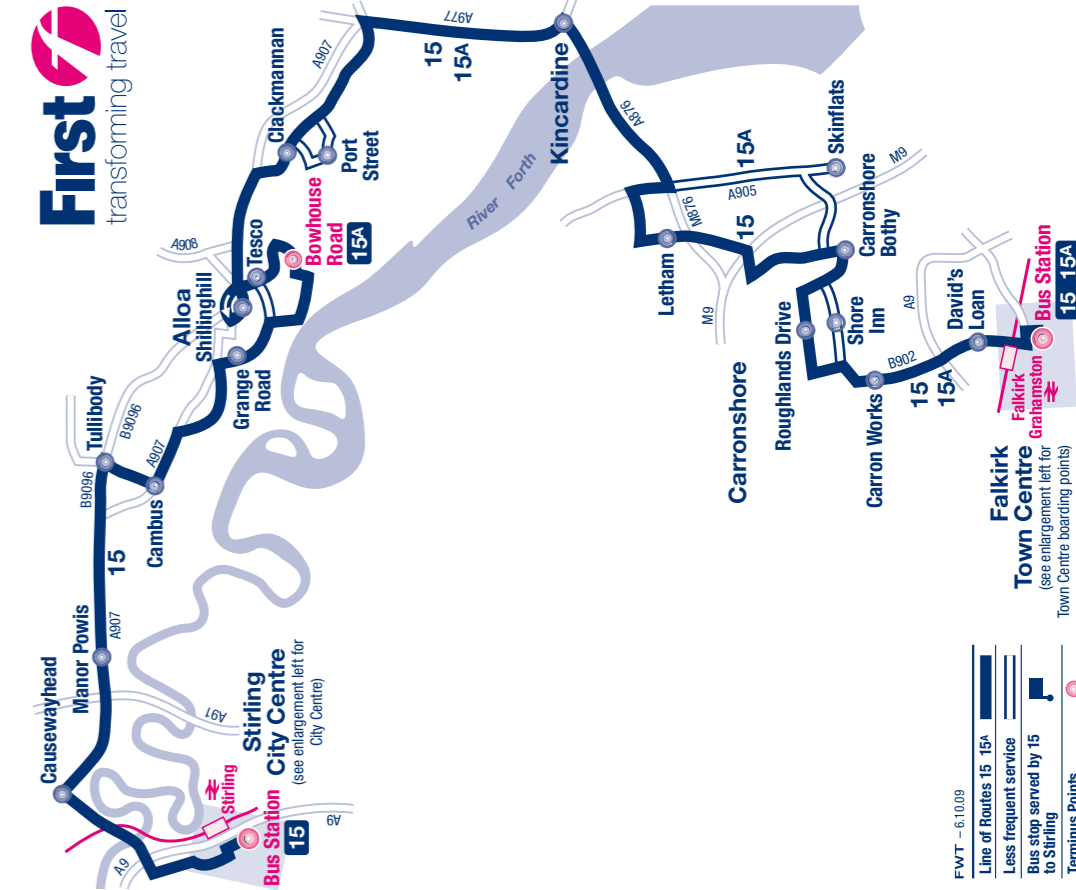 First
transforming travel
Causewayhead
Manor Powis
A907
15
B9096
Tullibody
B9096
Cambus
A907
Alloa
Shillinghill
Grange
Road
A908
Tesco
Bowhouse
Road
15A
Clackmannan
A907
Port
Street
A977
15
15A
Kincardine
River Forth
A876
A91
Stirling
City Centre
(see enlargement left for
City Centre)
Stirling
Bus Station
15
A9
A9
15A
A905
Skinflats
M876
15
M9
Letham
M9
Carronshore
Bothy
Carronshore
Roughlands Drive
Shore
Inn
Carron Works
B902
15
15A
A9
David's
Loan
Bus Station
15 15A
Falkirk
Grahamston
Falkirk
Town Centre
(see enlargement left for
Town Centre boarding points)
FWT – 6.10.09
Line of Routes 15 15A
Less frequent service
Bus stop served by 15
to Stirling
Terminus Points